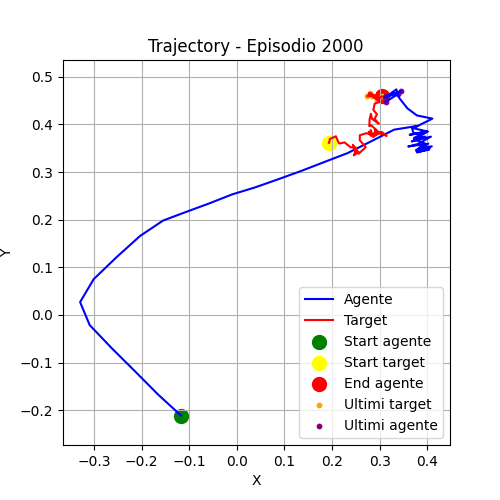 Trajectory - Episodio 2000
Y
0.5
0.4
0.3
0.2
0.1
0.0
−0.1
−0.2
−0.3
−0.2
−0.1
0.0
0.1
0.2
0.3
0.4
X
Agente
Target
Start agente
Start target
End agente
Ultimi target
Ultimi agente